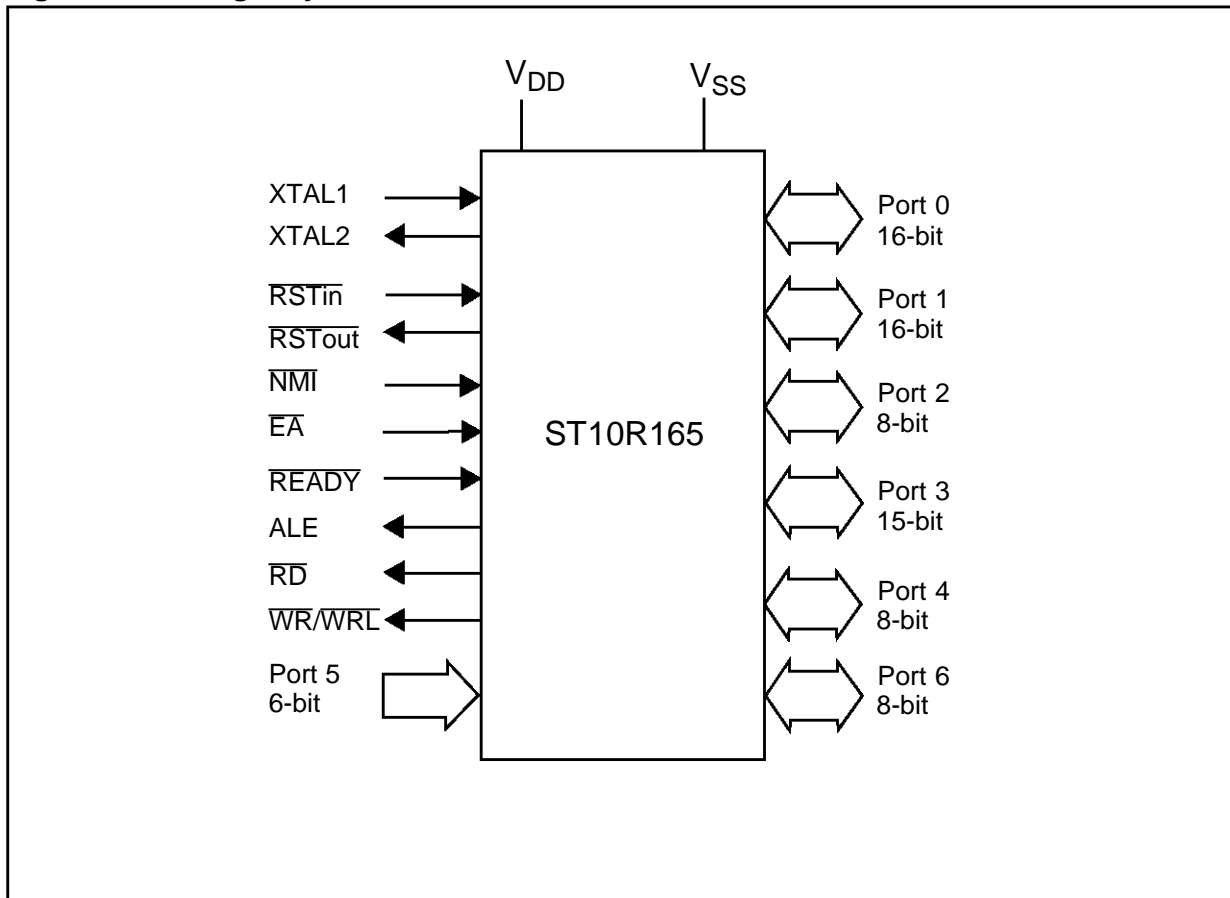 VDD
VSS
XTAL1
XTAL2
RSTin
RSTout
NMI
EA
READY
ALE
RD
WR/WRL
Port 5
6-bit
ST10R165
Port 0
16-bit
Port 1
16-bit
Port 2
8-bit
Port 3
15-bit
Port 4
8-bit
Port 6
8-bit